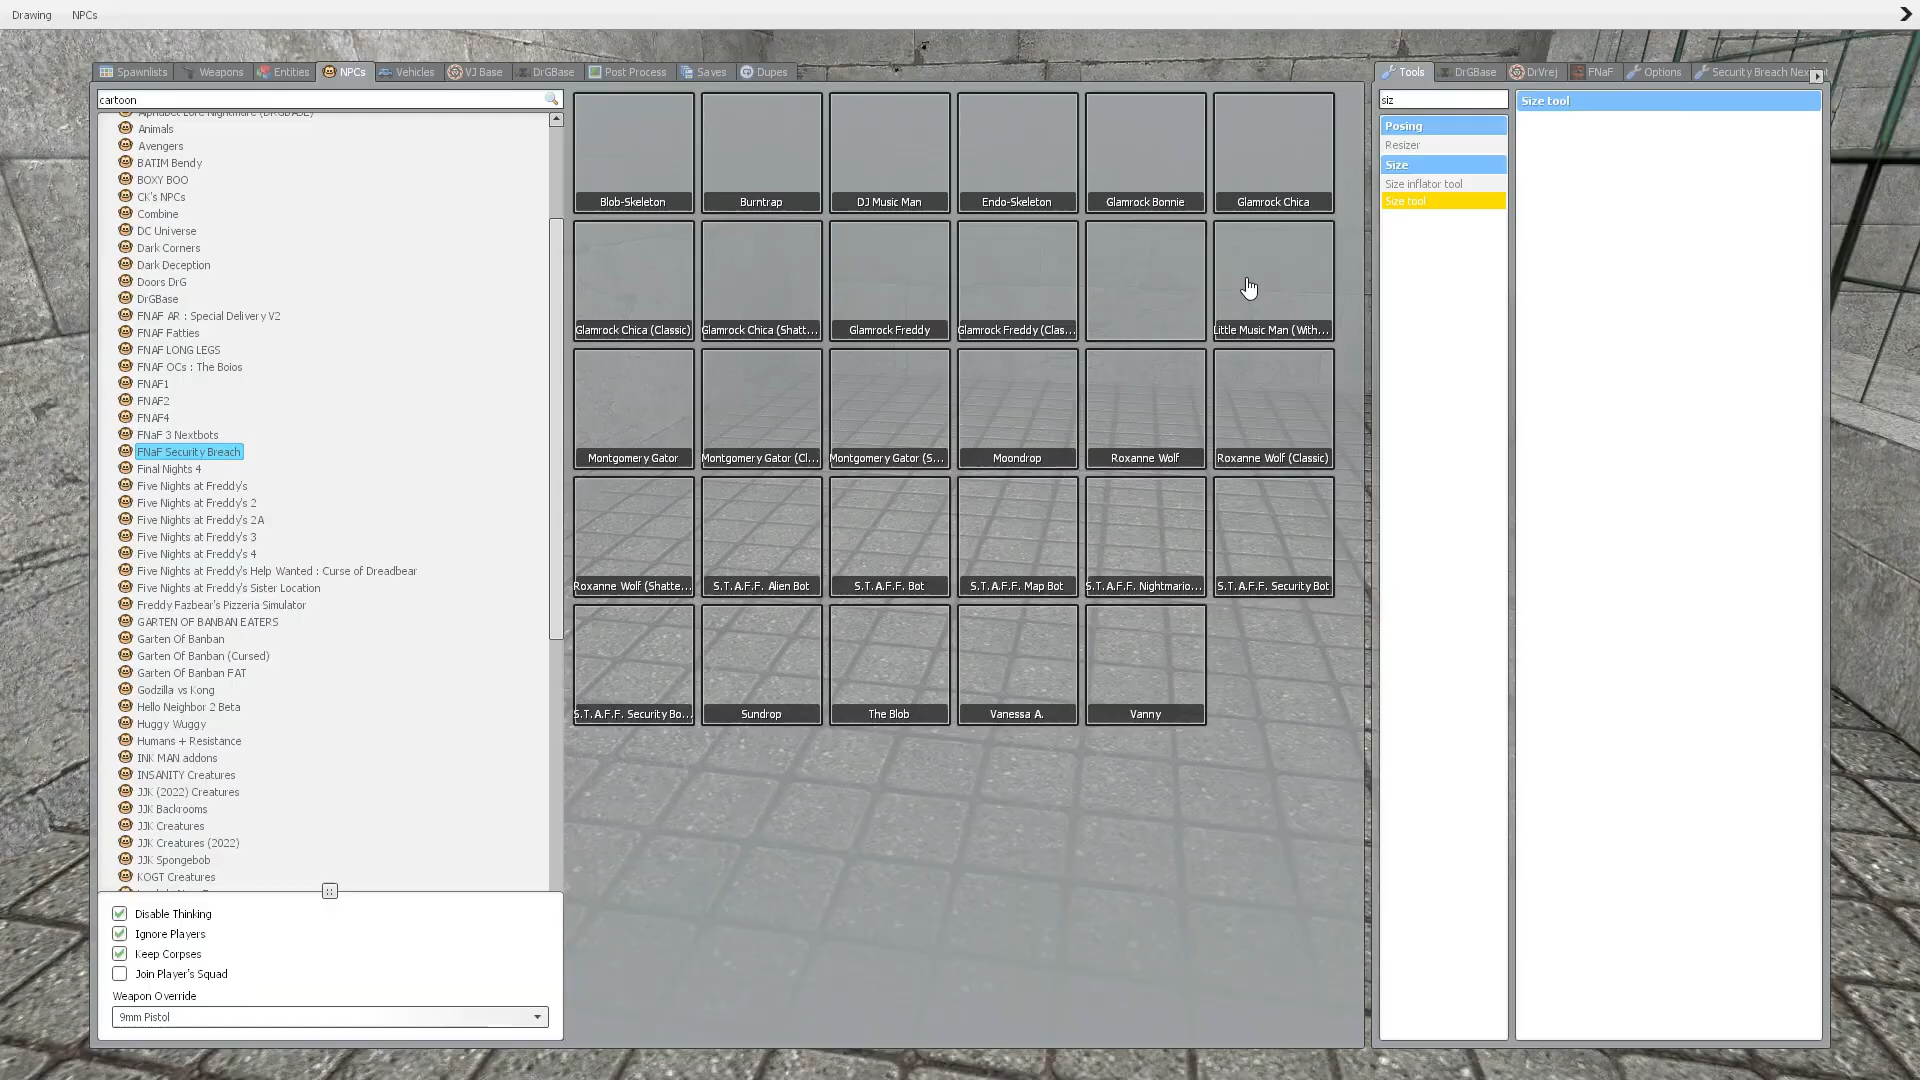 Drawing NPCs
Spawnlists Weapons Entities NPCs Vehicles VJ Base DrGBase Post Process Saves Dupes
Tools DrGBase DrVrej FNaF Options Security Breach
cartoon
Animals
Avengers
BATIM Bendy
BOXY BOO
CK's NPCs
Combine
DC Universe
Dark Corners
Dark Deception
Doors DrG
DrGBase
FNAF AR : Special Delivery V2
FNAF Fatties
FNAF LONG LEGS
FNAF OCs : The Boios
FNAF1
FNAF2
FNAF4
FNaF 3 Nextbots
FNaF Security Breach
Final Nights 4
Five Nights at Freddy's
Five Nights at Freddy's 2
Five Nights at Freddy's 2A
Five Nights at Freddy's 3
Five Nights at Freddy's 4
Five Nights at Freddy's Help Wanted : Curse of Dreadbear
Five Nights at Freddy's Sister Location
Freddy Fazbear's Pizzeria Simulator
GARTEN OF BANBAN EATERS
Garten Of Banban
Garten Of Banban (Cursed)
Garten Of Banban FAT
Godzilla vs Kong
Hello Neighbor 2 Beta
Huggy Wuggy
Humans + Resistance
INK MAN addons
INSANITY Creatures
JJK (2022) Creatures
JJK Backrooms
JJK Creatures
JJK Creatures (2022)
JJK Spongebob
KOGT Creatures
Disable Thinking
Ignore Players
Keep Corpses
Join Player's Squad
Weapon Override
9mm Pistol
Blob-Skeleton Burntrap DJ Music Man Endo-Skeleton Glamrock Bonnie Glamrock Chica
Glamrock Chica (Classic) Glamrock Chica (Shatt... Glamrock Freddy Glamrock Freddy (Clas... Little Music Man (With...
Montgomery Gator Montgomery Gator (Cl... Montgomery Gator (S... Moondrop Roxanne Wolf Roxanne Wolf (Classic)
Roxanne Wolf (Shatte... S.T.A.F.F. Alien Bot S.T.A.F.F. Bot S.T.A.F.F. Map Bot S.T.A.F.F. Nightmario... S.T.A.F.F. Security Bot
S.T.A.F.F. Security Bo... Sundrop The Blob Vanessa A. Vanny
siz
Posing
Resizer
Size
Size inflator tool
Size tool
Size tool